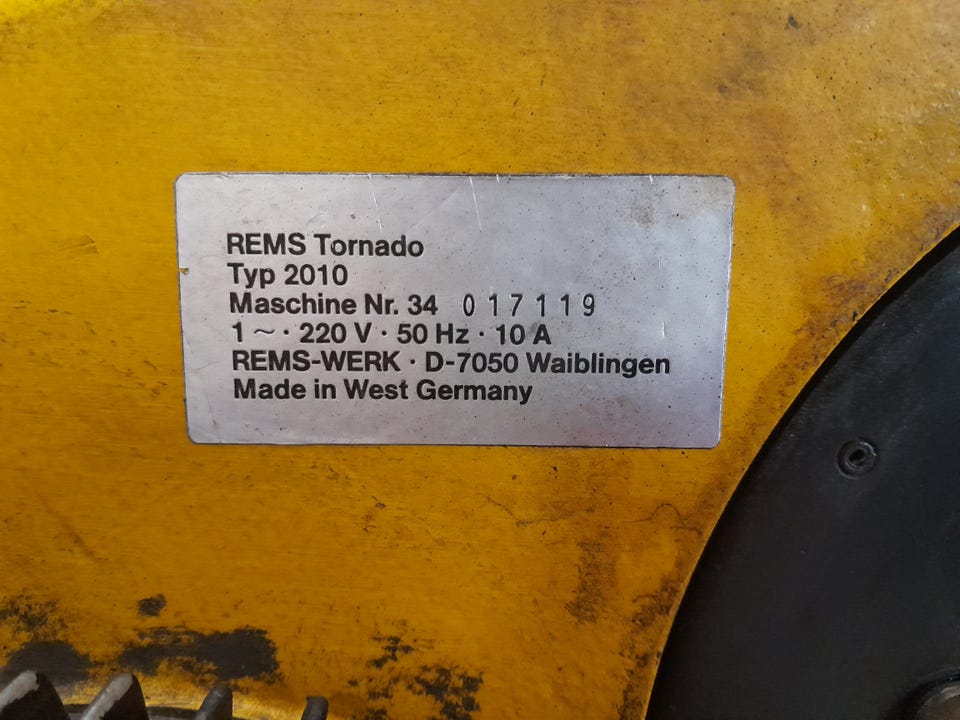 REMS Tornado
Typ 2010
Maschine Nr. 34 017119
1 ~ · 220 V · 50 Hz · 10 A
REMS-WERK · D-7050 Waiblingen
Made in West Germany